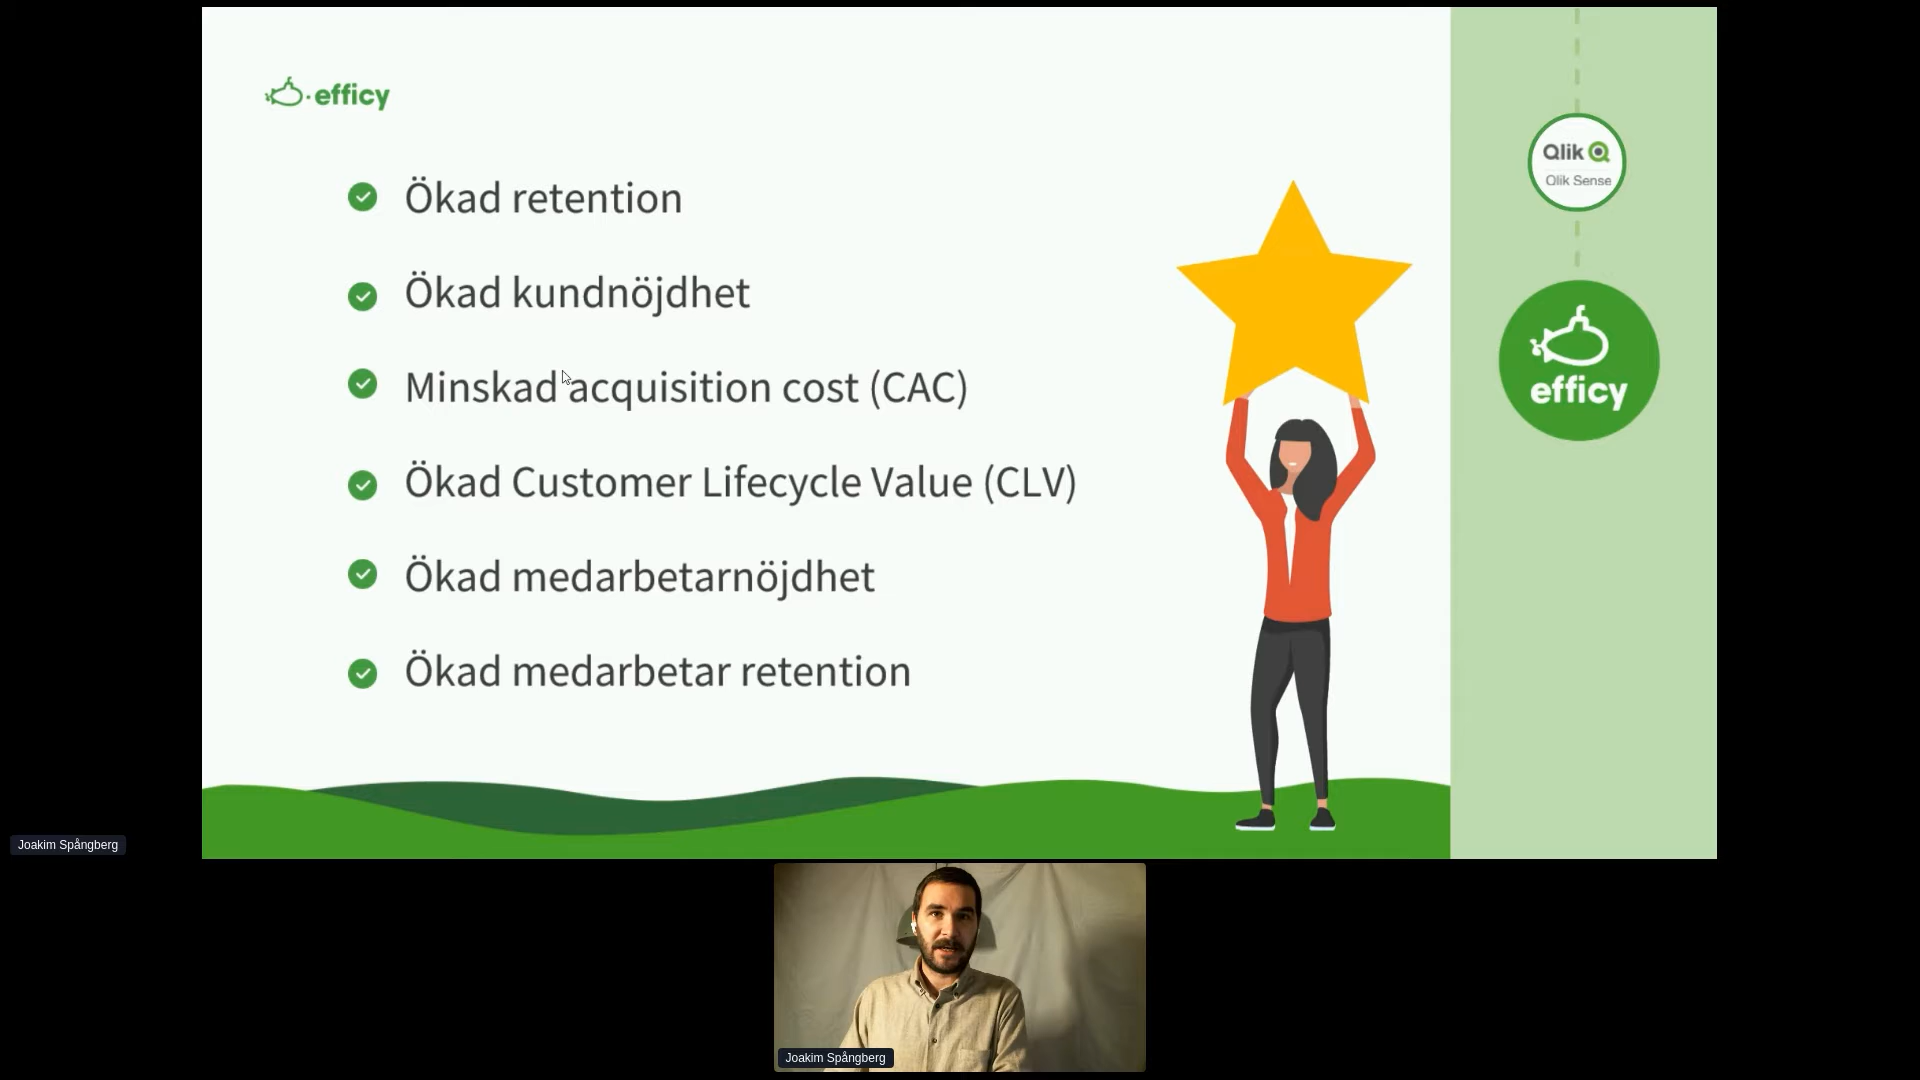 efficy
Ökad retention
Ökad kundnöjdhet
Minskad acquisition cost (CAC)
Ökad Customer Lifecycle Value (CLV)
Ökad medarbetarnöjdhet
Ökad medarbetar retention
Qlik
Qlik Sense
efficy
Joakim Spångberg
Joakim Spångberg